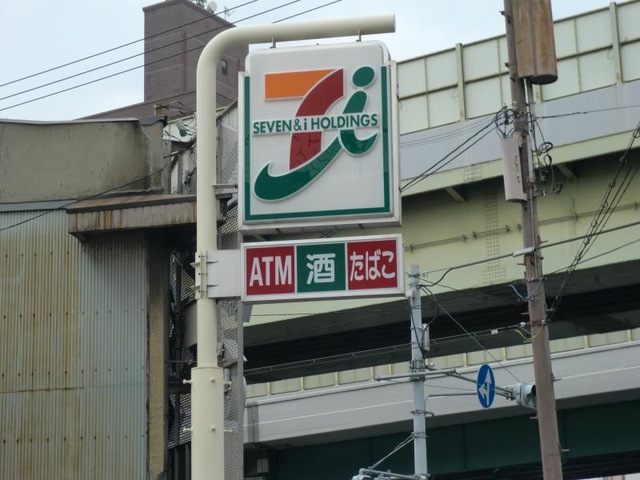 7i
SEVEN & i HOLDINGS
ATM 酒 たばこ